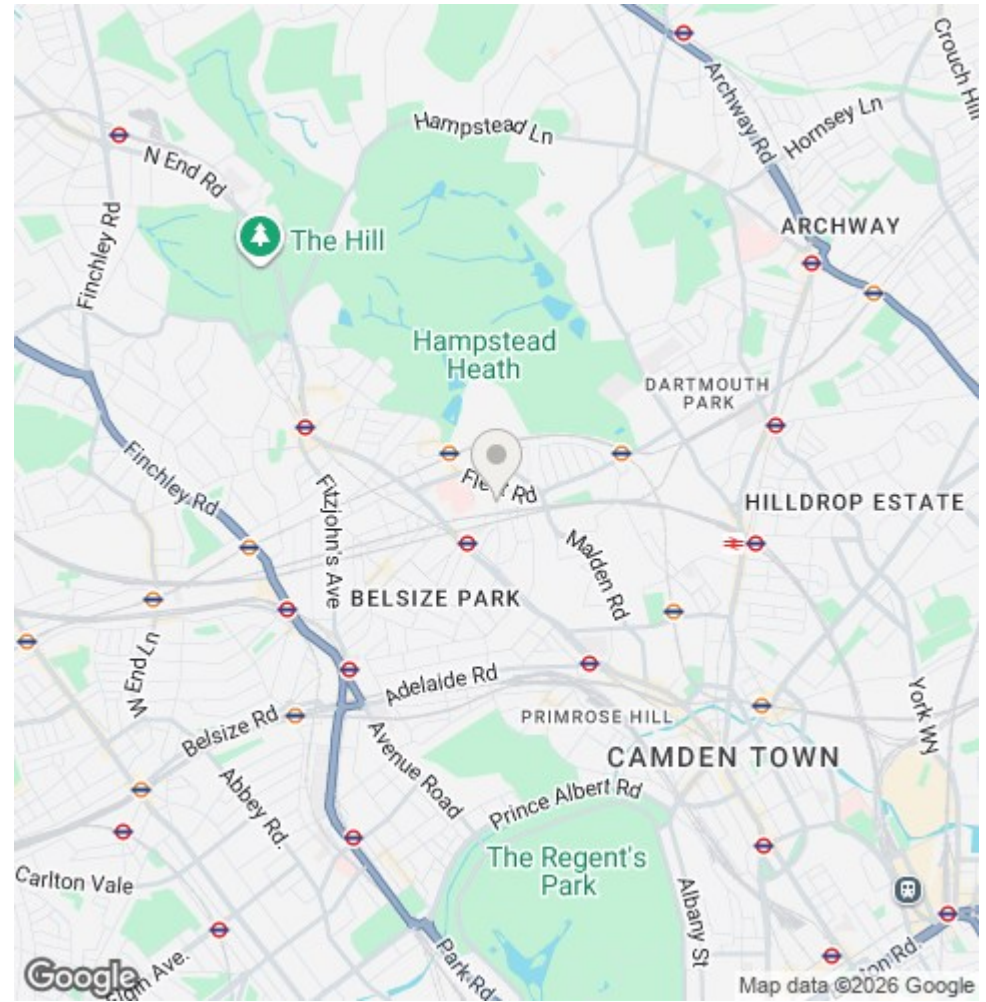 Crouch Hill
Archway Rd
Hornsey Ln
Hampstead Ln
N End Rd
Finchley Rd
The Hill
ARCHWAY
Hampstead
Heath
DARTMOUTH
PARK
Finchley Rd
Fitzjohn's Ave
HILLDROP ESTATE
Malden Rd
BELSIZE PARK
W End Ln
Adelaide Rd
York Wy
Belsize Rd
PRIMROSE HILL
Avenue Road
CAMDEN TOWN
Abbey Rd.
Prince Albert Rd
The Regent's
Park
Carlton Vale
Albany St
Park Rd
Ave.
Rd.
Google
Map data ©2026 Google